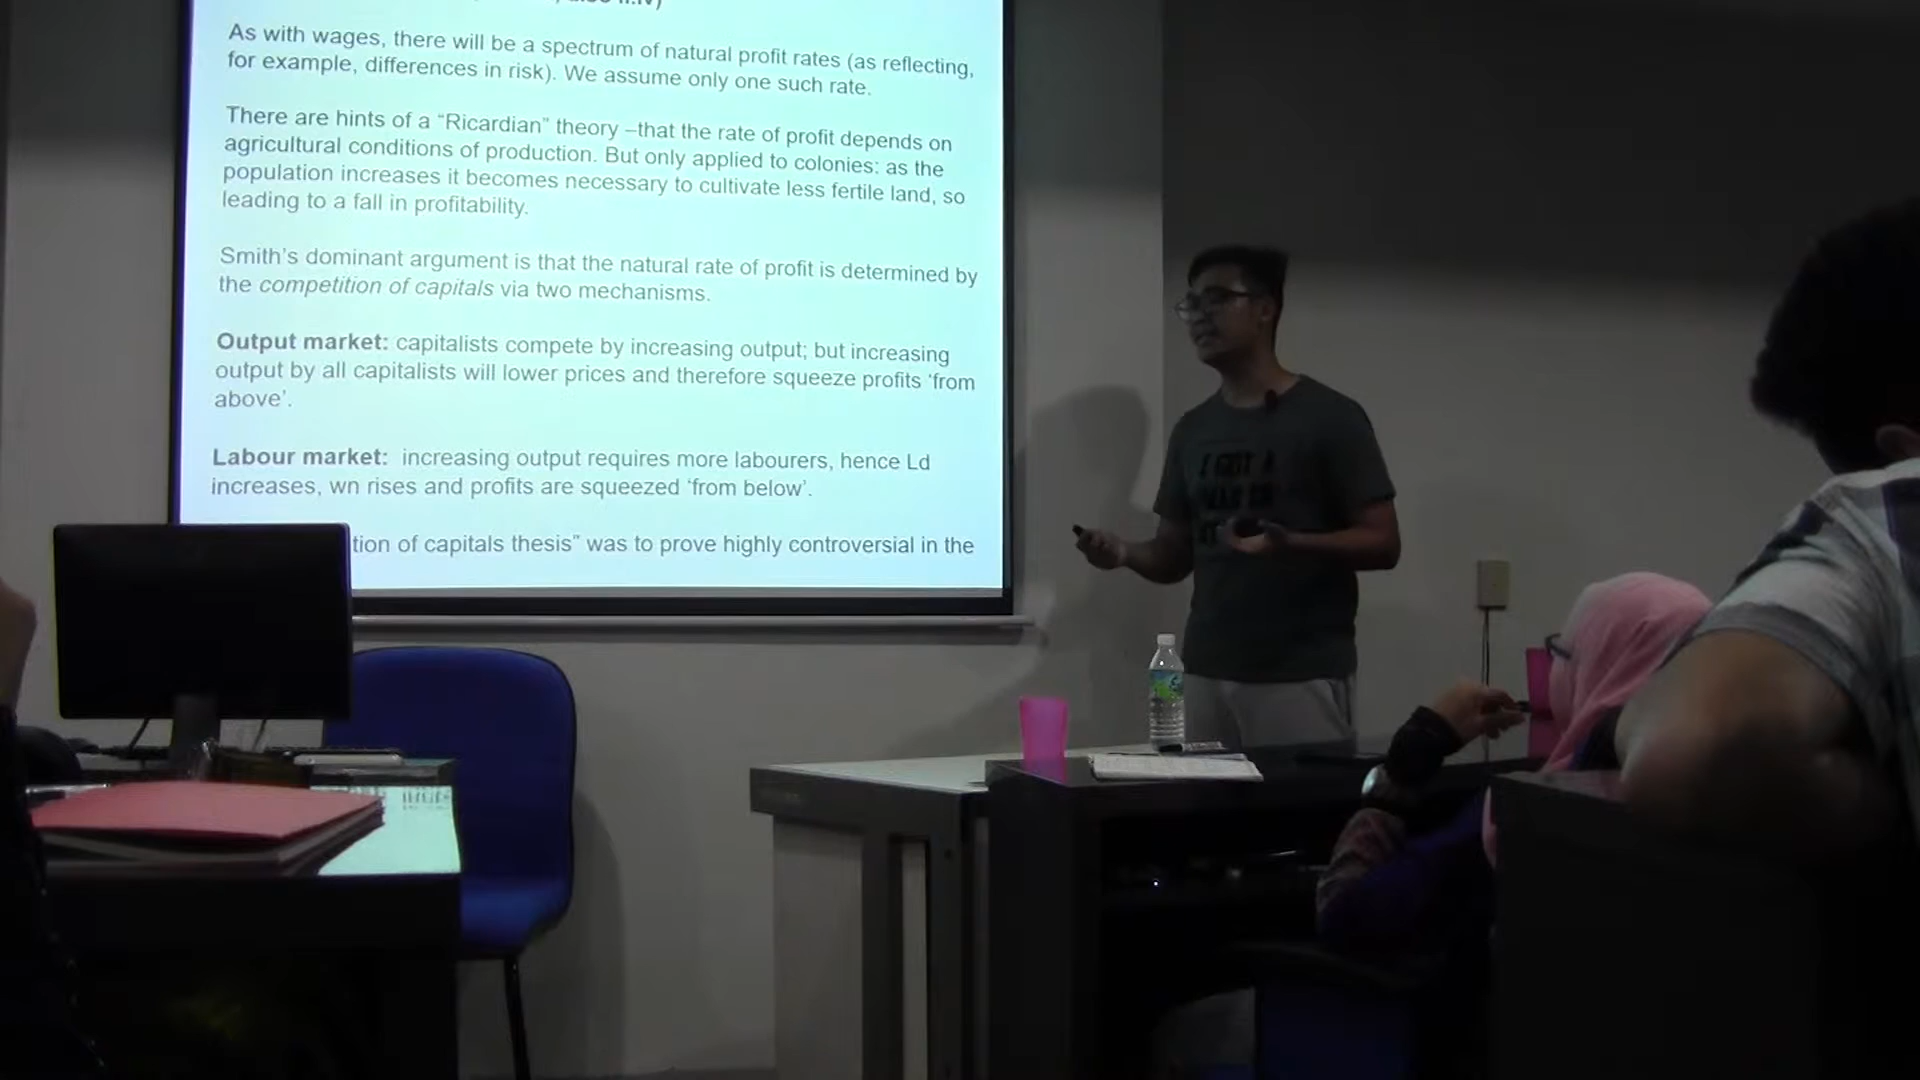 As with wages, there will be a spectrum of natural profit rates (as reflecting,
for example, differences in risk). We assume only one such rate.
There are hints of a “Ricardian” theory –that the rate of profit depends on
agricultural conditions of production. But only applied to colonies: as the
population increases it becomes necessary to cultivate less fertile land, so
leading to a fall in profitability.
Smith’s dominant argument is that the natural rate of profit is determined by
the competition of capitals via two mechanisms.
Output market: capitalists compete by increasing output; but increasing
output by all capitalists will lower prices and therefore squeeze profits ‘from
above’.
Labour market: increasing output requires more labourers, hence Ld
increases, wn rises and profits are squeezed ‘from below’.
tion of capitals thesis” was to prove highly controversial in the
I GOT A